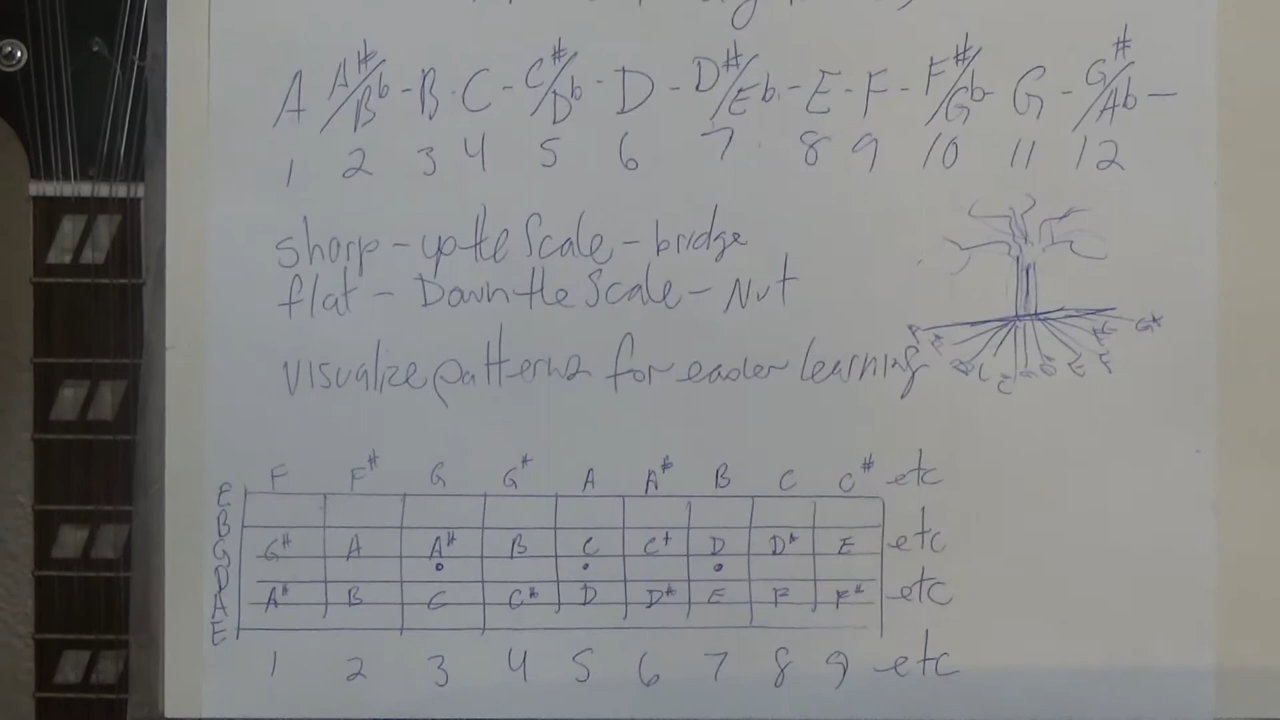 A A#/Bb - B - C - C#/Db - D - D#/Eb - E - F - F#/Gb - G - G#/Ab -
1 2 3 4 5 6 7 8 9 10 11 12
sharp - up the Scale - bridge
flat - Down the Scale - Nut
visualize patterns for easier learning
G#
F F# G G# A A# B C C# etc
E
B
G G# A A# B C C# D D# E etc
D
A A# B C C# D D# E F F# etc
E
1 2 3 4 5 6 7 8 9 etc